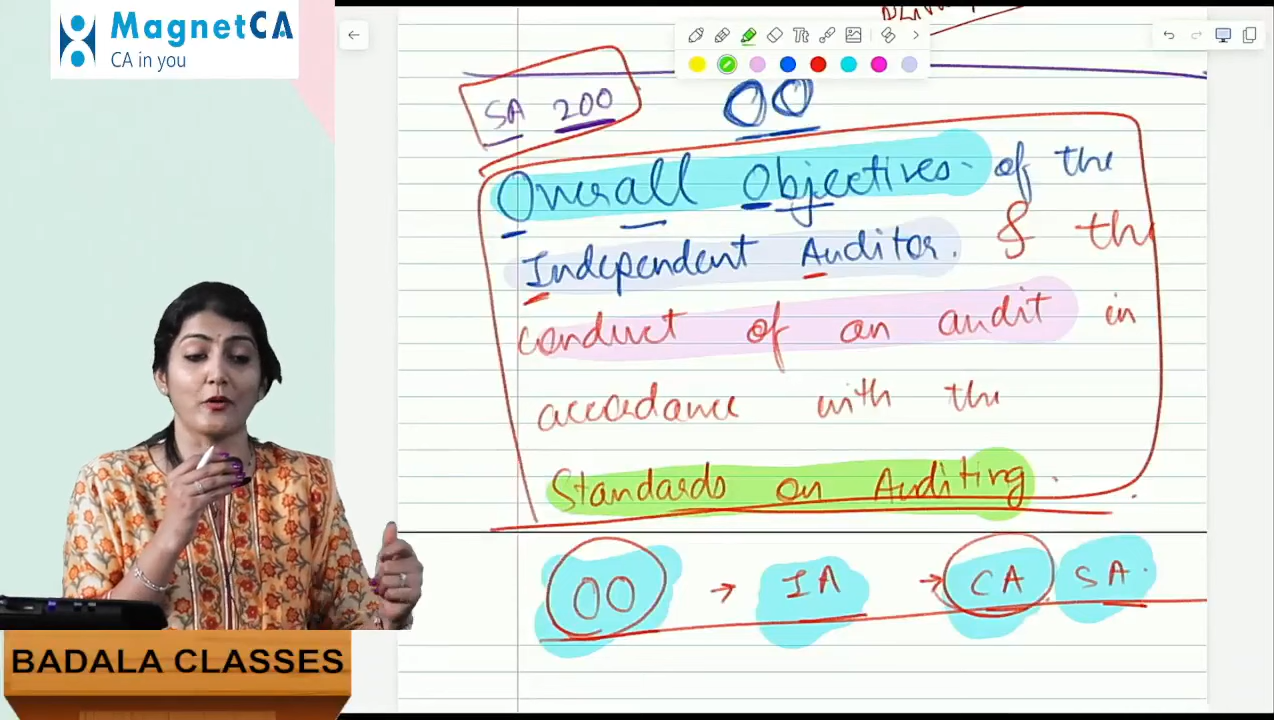 MagnetCA
CA in you
SA 200
OO
Overall Objectives of the
Independent Auditor. & the
conduct of an audit in
accordance with the
Standards on Auditing.
OO → IA → CA SA.
BADALA CLASSES